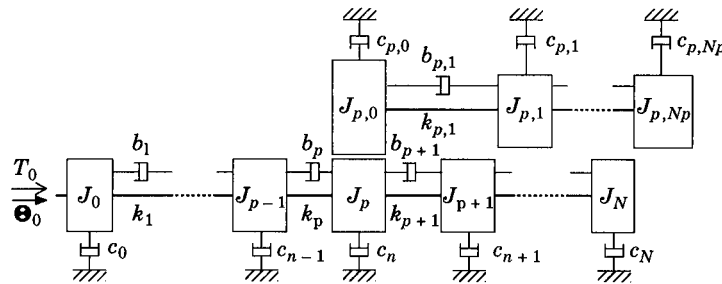 c_{p,0} c_{p,1} c_{p,Np}
b_{p,1}
J_{p,0} J_{p,1} J_{p,Np}
k_{p,1}
T_0 b_1 b_p b_{p+1}
J_0 J_{p-1} J_p J_{p+1} J_N
Θ_0 k_1 k_p k_{p+1}
c_0 c_{n-1} c_n c_{n+1} c_N